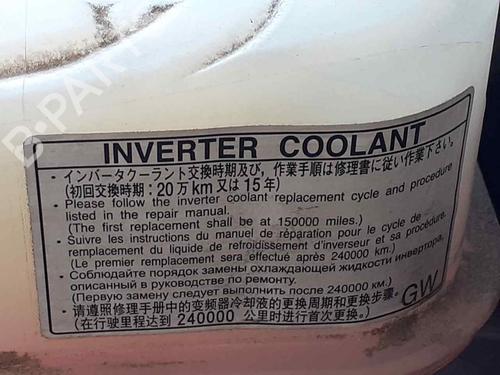 INVERTER COOLANT
・インバータクーラント交換時期及び,作業手順は修理書に従い作業下さい。
(初回交換時期:20万km又は15年)
・Please follow the inverter coolant replacement cycle and procedure
listed in the repair manual.
(The first replacement shall be at 150000 miles.)
・Suivre les instructions du manuel de réparation pour le cycle de
remplacement du liquide de refroidissement d'inverseur et sa procédure.
(Le premier remplacement sera effectué après 240000 km.)
・Соблюдайте порядок замены охлаждающей жидкости инвертора,
описанный в руководстве по ремонту.
(Первую замену следует выполнить после 240000 км.)
・请遵照修理手册中的变频器冷却液的更换周期和更换步骤。
(在行驶里程达到 240000 公里时进行首次更换。)
GW